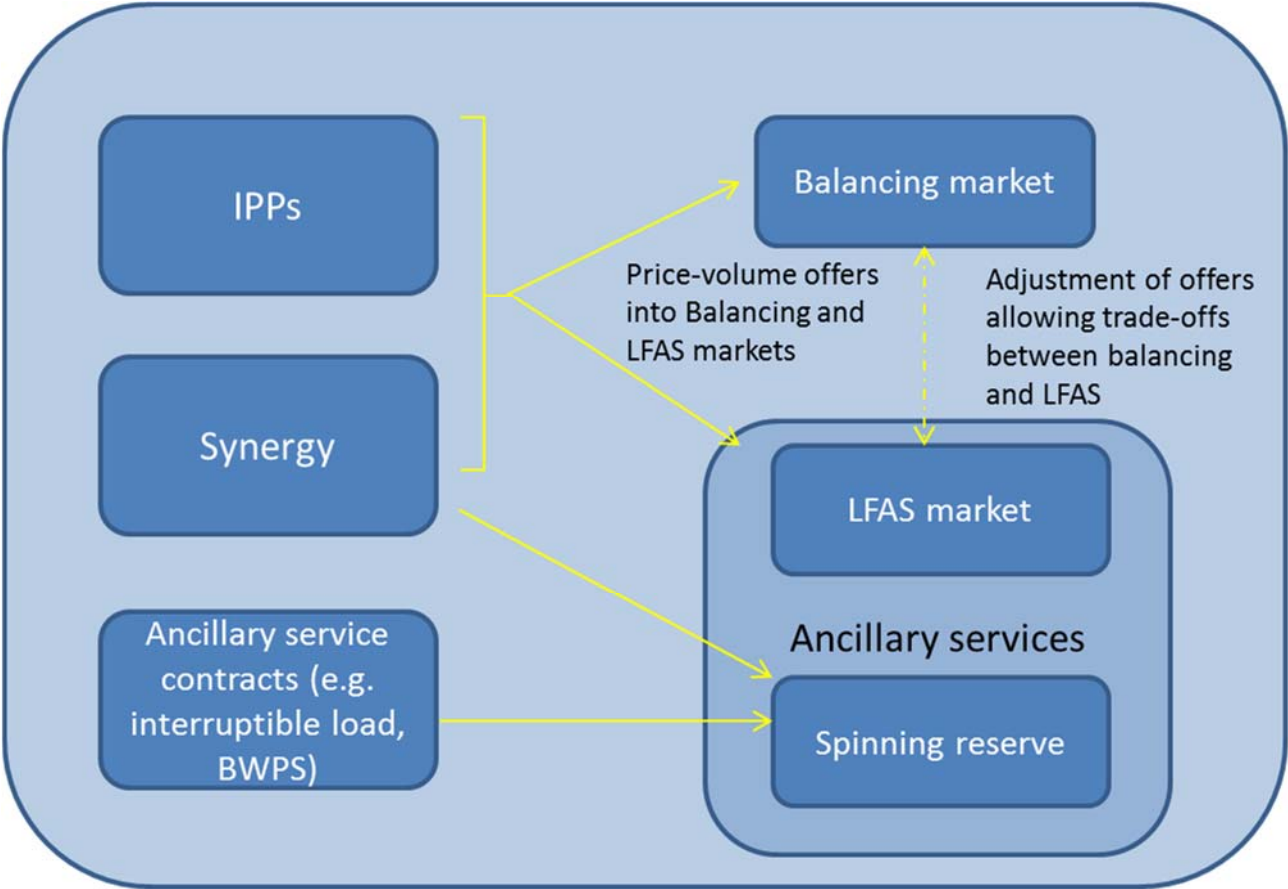 IPPs
Synergy
Ancillary service
contracts (e.g.
interruptible load,
BWPS)
Price-volume offers
into Balancing and
LFAS markets
Balancing market
Adjustment of offers
allowing trade-offs
between balancing
and LFAS
LFAS market
Ancillary services
Spinning reserve